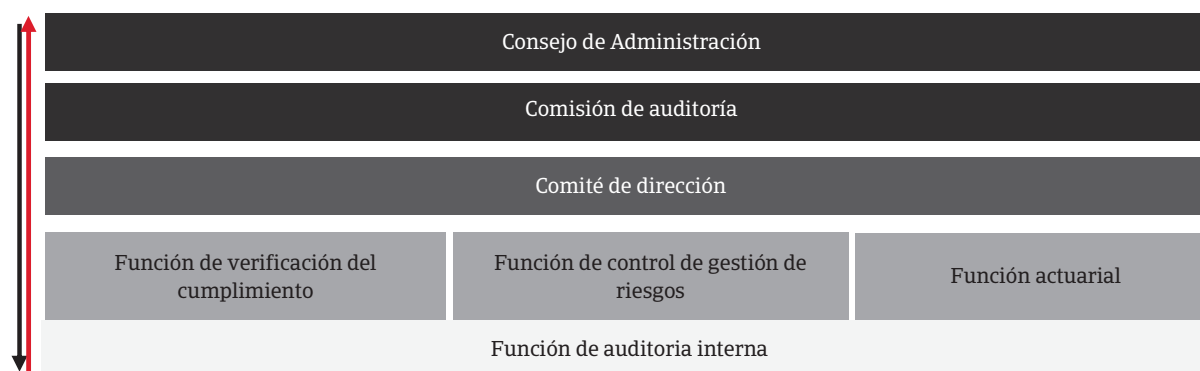 Consejo de Administración
Comisión de auditoría
Comité de dirección
Función de verificación del
cumplimiento
Función de control de gestión de
riesgos
Función actuarial
Función de auditoria interna